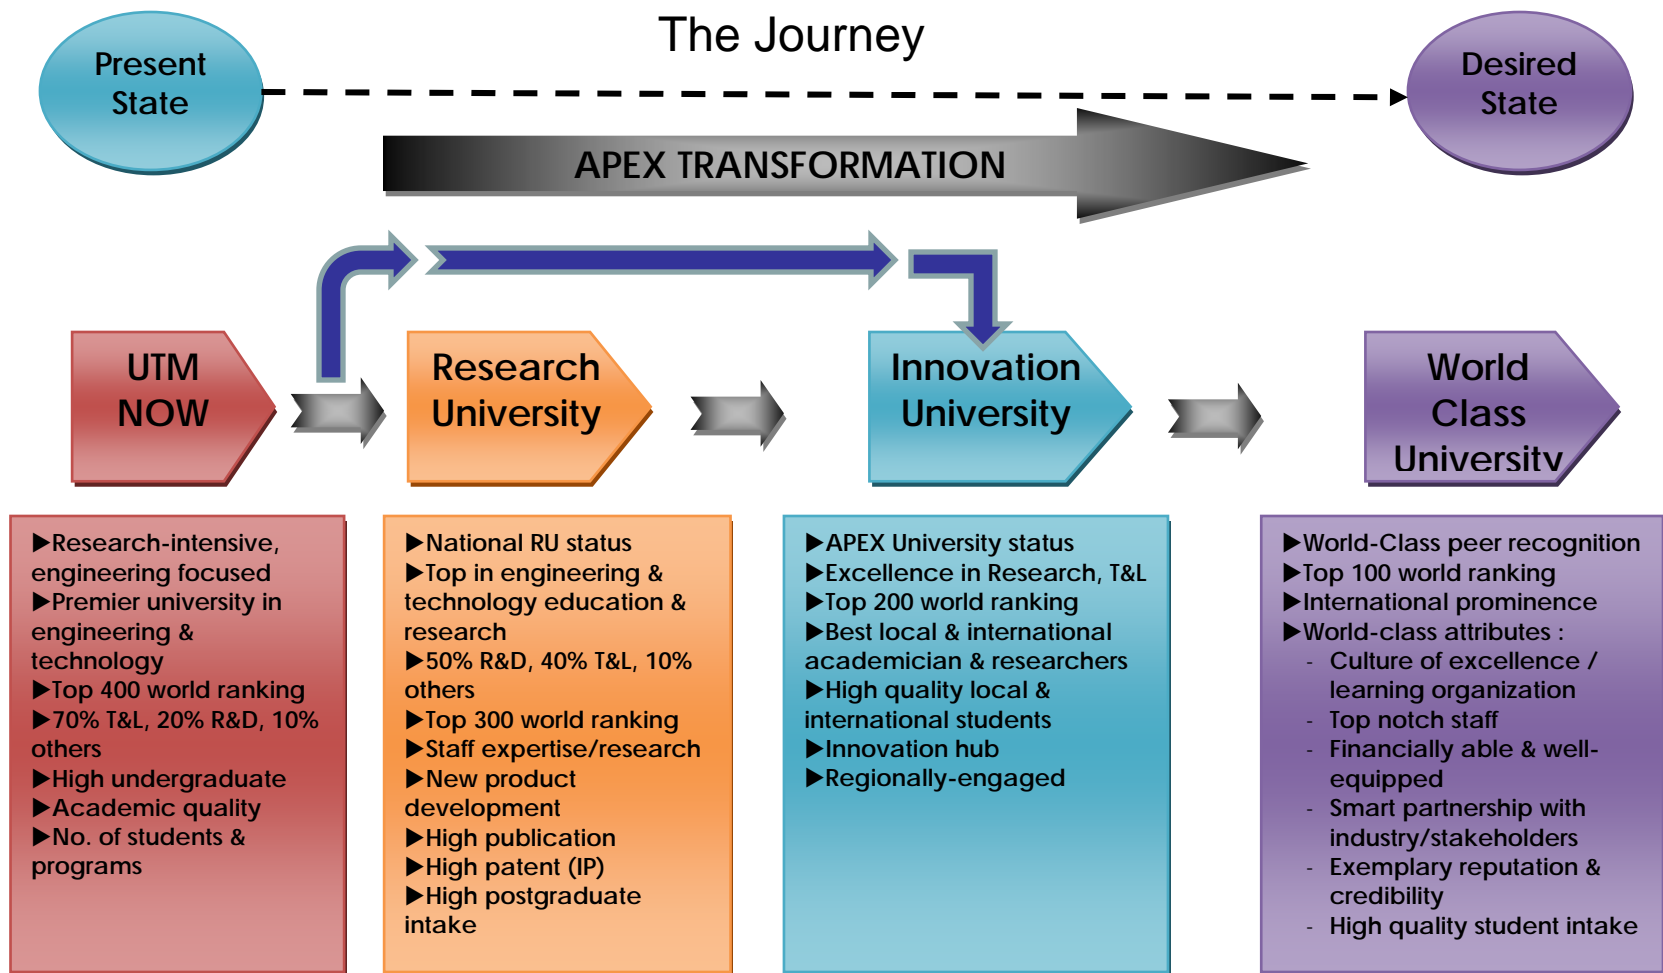 The Journey
Present
State
Desired
State
APEX TRANSFORMATION
UTM
NOW
Research
University
Innovation
University
World
Class
University
▶Research-intensive,
engineering focused
▶Premier university in
engineering &
technology
▶Top 400 world ranking
▶70% T&L, 20% R&D, 10%
others
▶High undergraduate
▶Academic quality
▶No. of students &
programs
▶National RU status
▶Top in engineering &
technology education &
research
▶50% R&D, 40% T&L, 10%
others
▶Top 300 world ranking
▶Staff expertise/research
▶New product
development
▶High publication
▶High patent (IP)
▶High postgraduate
intake
▶APEX University status
▶Excellence in Research, T&L
▶Top 200 world ranking
▶Best local & international
academician & researchers
▶High quality local &
international students
▶Innovation hub
▶Regionally-engaged
▶World-Class peer recognition
▶Top 100 world ranking
▶International prominence
▶World-class attributes :
- Culture of excellence /
learning organization
- Top notch staff
- Financially able & well-
equipped
- Smart partnership with
industry/stakeholders
- Exemplary reputation &
credibility
- High quality student intake